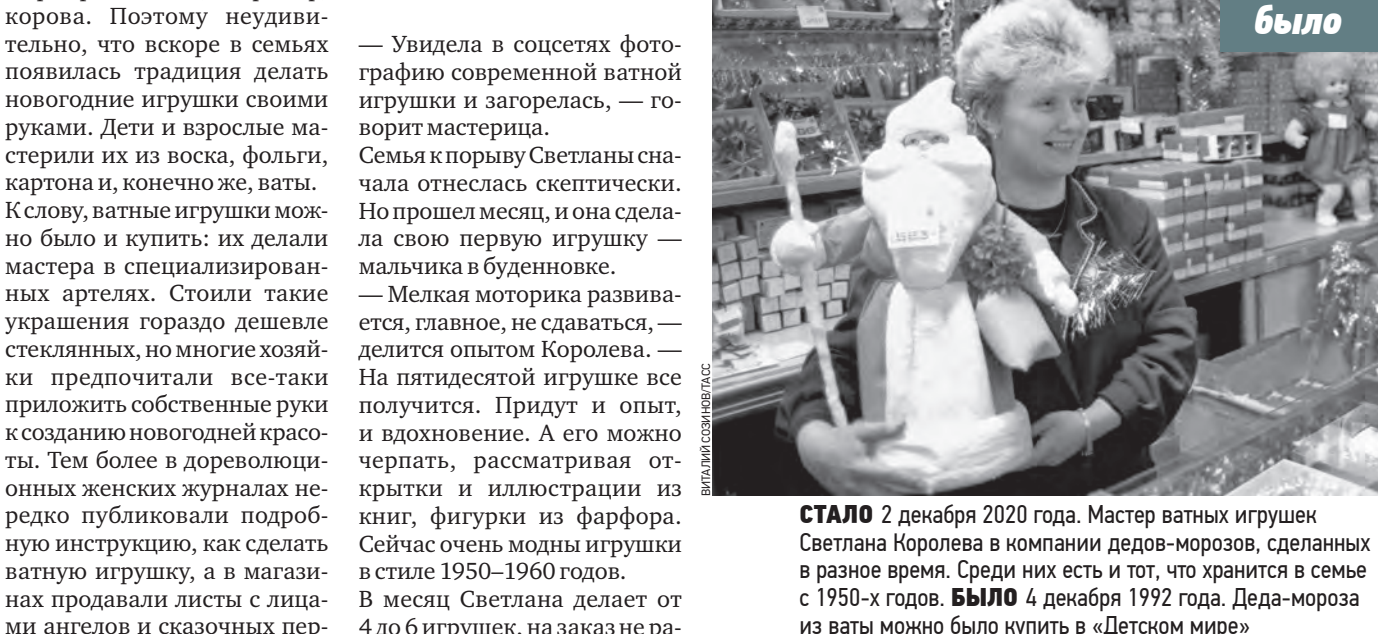 корова. Поэтому неудиви-
тельно, что вскоре в семьях
появилась традиция делать
новогодние игрушки своими
руками. Дети и взрослые ма-
стерили их из воска, фольги,
картона и, конечно же, ваты.
К слову, ватные игрушки мож-
но было и купить: их делали
мастера в специализирован-
ных артелях. Стоили такие
украшения гораздо дешевле
стеклянных, но многие хозяй-
ки предпочитали все-таки
приложить собственные руки
к созданию новогодней красо-
ты. Тем более в дореволюци-
онных женских журналах не-
редко публиковали подроб-
ную инструкцию, как сделать
ватную игрушку, а в магази-
нах продавали листы с лица-
ми ангелов и сказочных пер-
— Увидела в соцсетях фото-
графию современной ватной
игрушки и загорелась, — го-
ворит мастерица.
Семья к порыву Светланы сна-
чала отнеслась скептически.
Но прошел месяц, и она сдела-
ла свою первую игрушку —
мальчика в буденновке.
— Мелкая моторика развива-
ется, главное, не сдаваться, —
делится опытом Королева. —
На пятидесятой игрушке все
получится. Придут и опыт,
и вдохновение. А его можно
черпать, рассматривая от-
крытки и иллюстрации из
книг, фигурки из фарфора.
Сейчас очень модны игрушки
в стиле 1950–1960 годов.
В месяц Светлана делает от
4 до 6 игрушек, на заказ не ра-
было
ВИТАЛИЙ СОЗИНОВ/ТАСС
СТАЛО 2 декабря 2020 года. Мастер ватных игрушек
Светлана Королева в компании дедов-морозов, сделанных
в разное время. Среди них есть и тот, что хранится в семье
с 1950-х годов. БЫЛО 4 декабря 1992 года. Деда-мороза
из ваты можно было купить в «Детском мире»